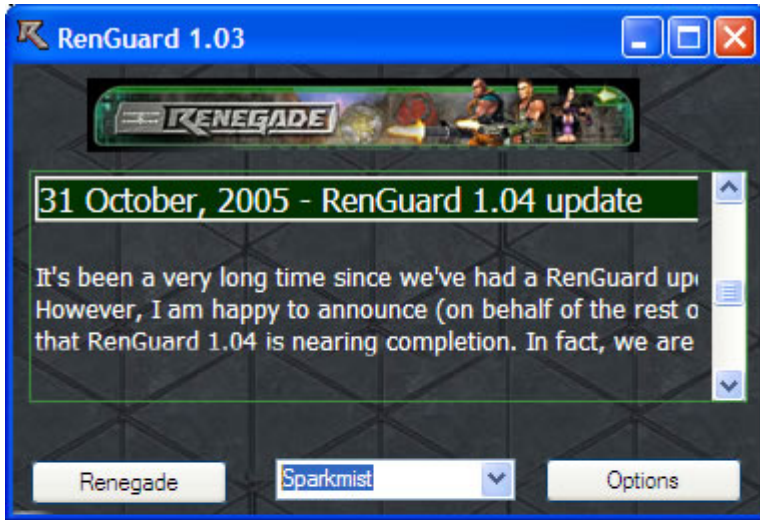 RenGuard 1.03
RENEGADE
31 October, 2005 - RenGuard 1.04 update
It's been a very long time since we've had a RenGuard up
However, I am happy to announce (on behalf of the rest o
that RenGuard 1.04 is nearing completion. In fact, we are
Renegade
Sparkmist
Options